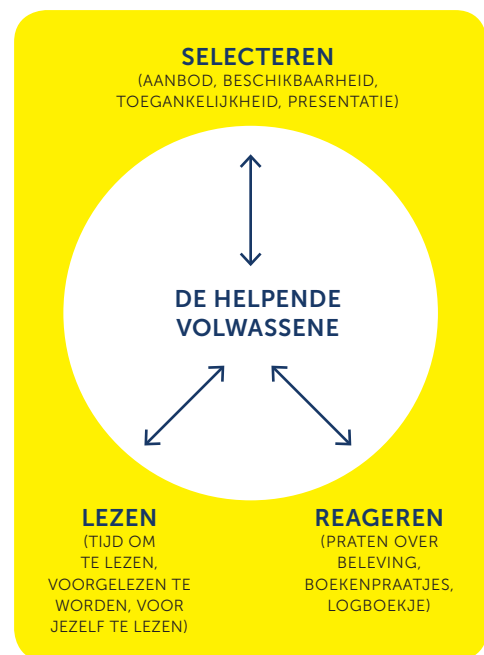 SELECTEREN
(AANBOD, BESCHIKBAARHEID,
TOEGANKELIJKHEID, PRESENTATIE)
DE HELPENDE
VOLWASSENE
LEZEN
(TIJD OM
TE LEZEN,
VOORGELEZEN TE
WORDEN, VOOR
JEZELF TE LEZEN)
REAGEREN
(PRATEN OVER
BELEVING,
BOEKENPRAATJES,
LOGBOEKJE)